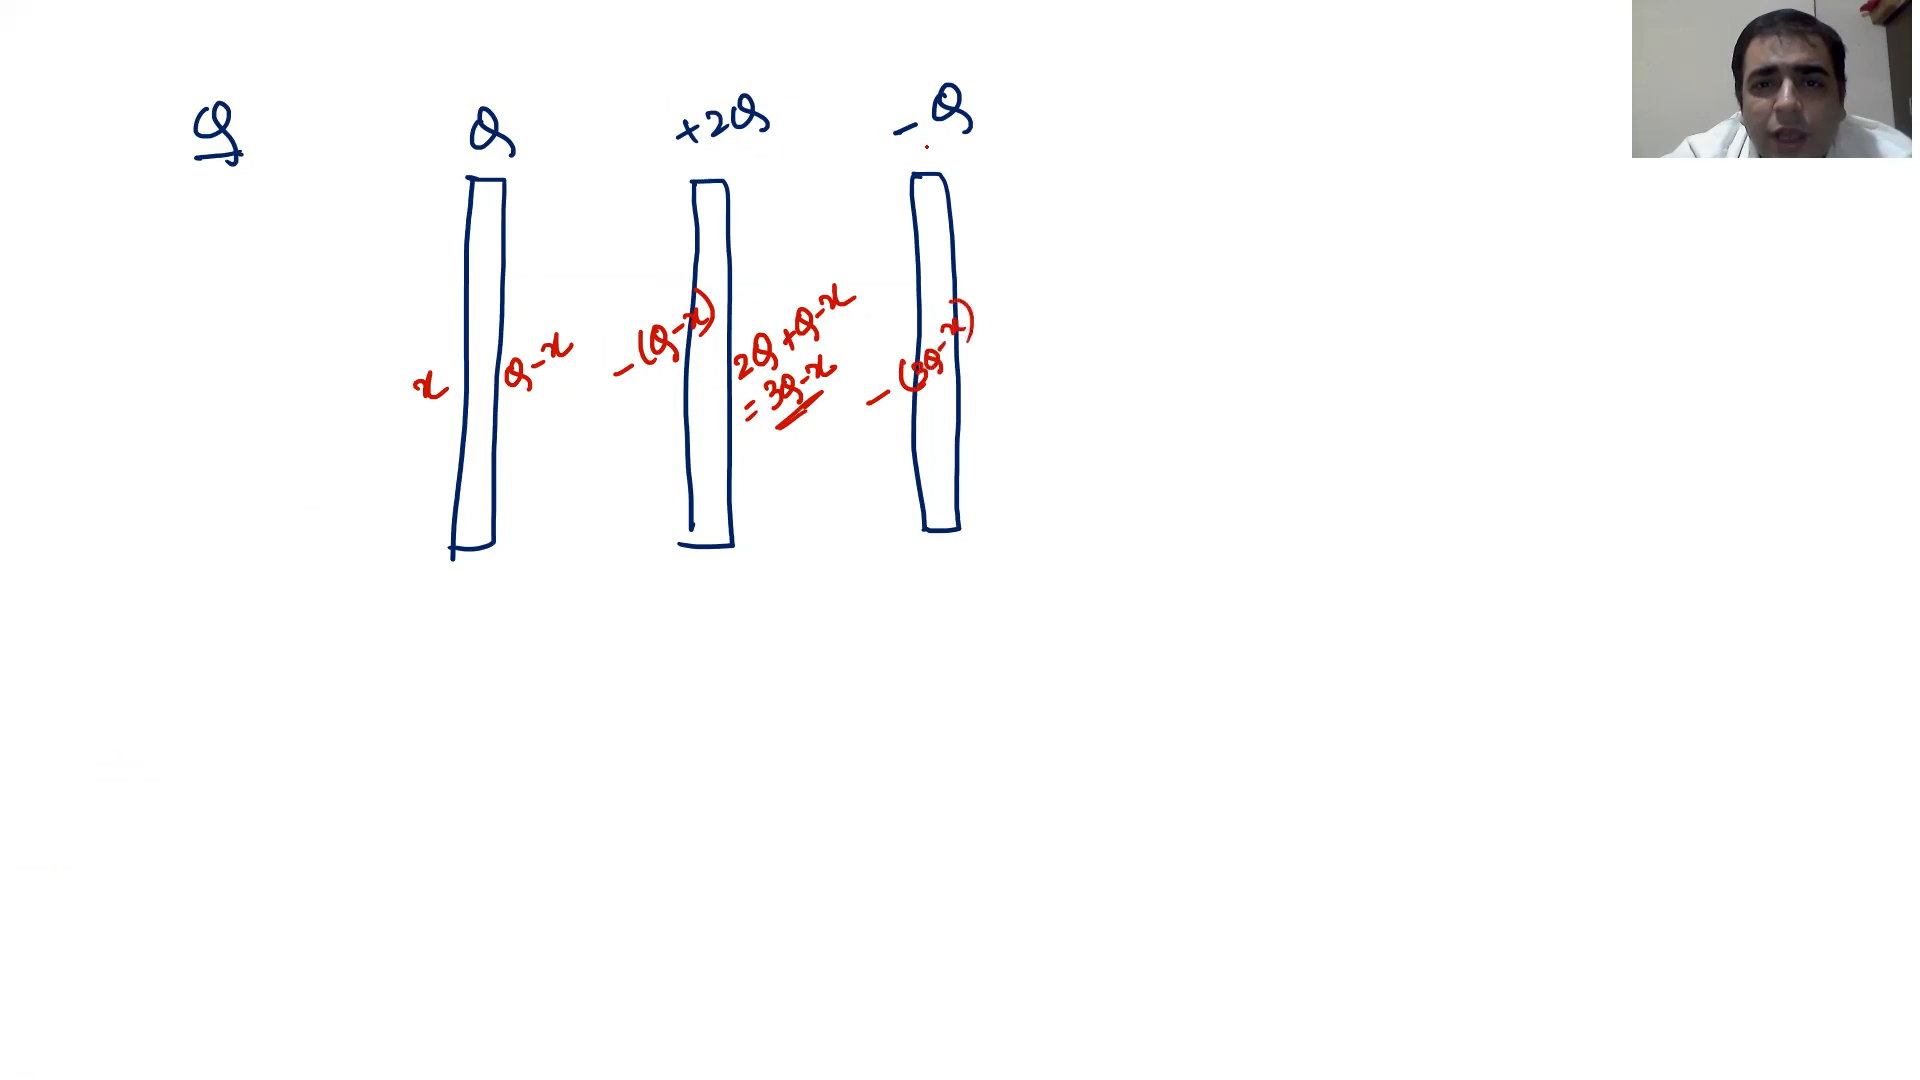 Q
Q
+2Q
-Q
x
Q-x
-(Q-x)
2Q+Q-x
= 3Q-x
-(3Q-x)